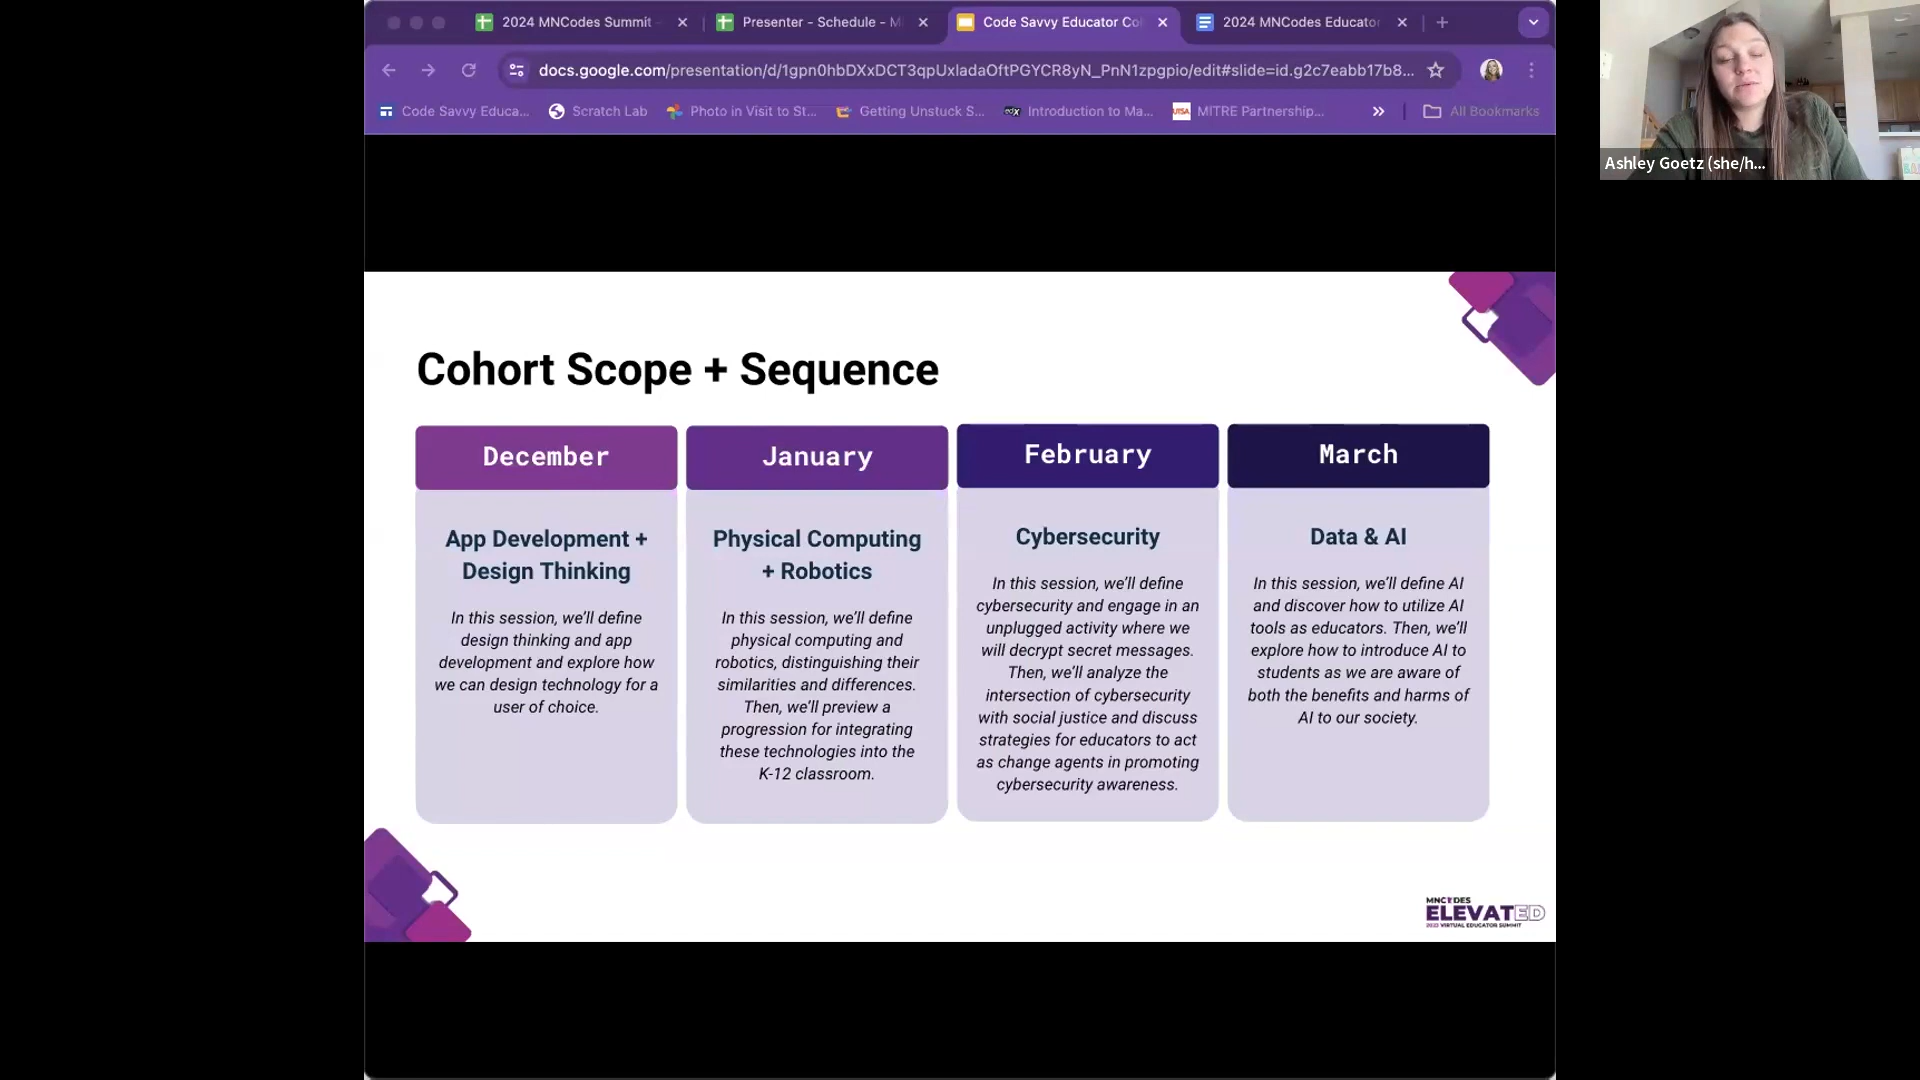 2024 MNCodes Summit -
Presenter - Schedule - M
Code Savvy Educator Co
2024 MNCodes Educator
docs.google.com/presentation/d/1gpn0hbDXxDCT3qpUxladaOftPGYCR8yN_PnN1zpgpio/edit#slide=id.g2c7eabb17b8...
Code Savvy Educa...
Scratch Lab
Photo in Visit to St...
Getting Unstuck S...
edX
Introduction to Ma...
MITRE Partnership...
All Bookmarks
Ashley Goetz (she/h...
Cohort Scope + Sequence
December
App Development +
Design Thinking
In this session, we’ll define
design thinking and app
development and explore how
we can design technology for a
user of choice.
January
Physical Computing
+ Robotics
In this session, we’ll define
physical computing and
robotics, distinguishing their
similarities and differences.
Then, we’ll preview a
progression for integrating
these technologies into the
K-12 classroom.
February
Cybersecurity
In this session, we’ll define
cybersecurity and engage in an
unplugged activity where we
will decrypt secret messages.
Then, we’ll analyze the
intersection of cybersecurity
with social justice and discuss
strategies for educators to act
as change agents in promoting
cybersecurity awareness.
March
Data & AI
In this session, we’ll define AI
and discover how to utilize AI
tools as educators. Then, we’ll
explore how to introduce AI to
students as we are aware of
both the benefits and harms of
AI to our society.
MNCODES
ELEVATED
VIRTUAL EDUCATOR SUMMIT